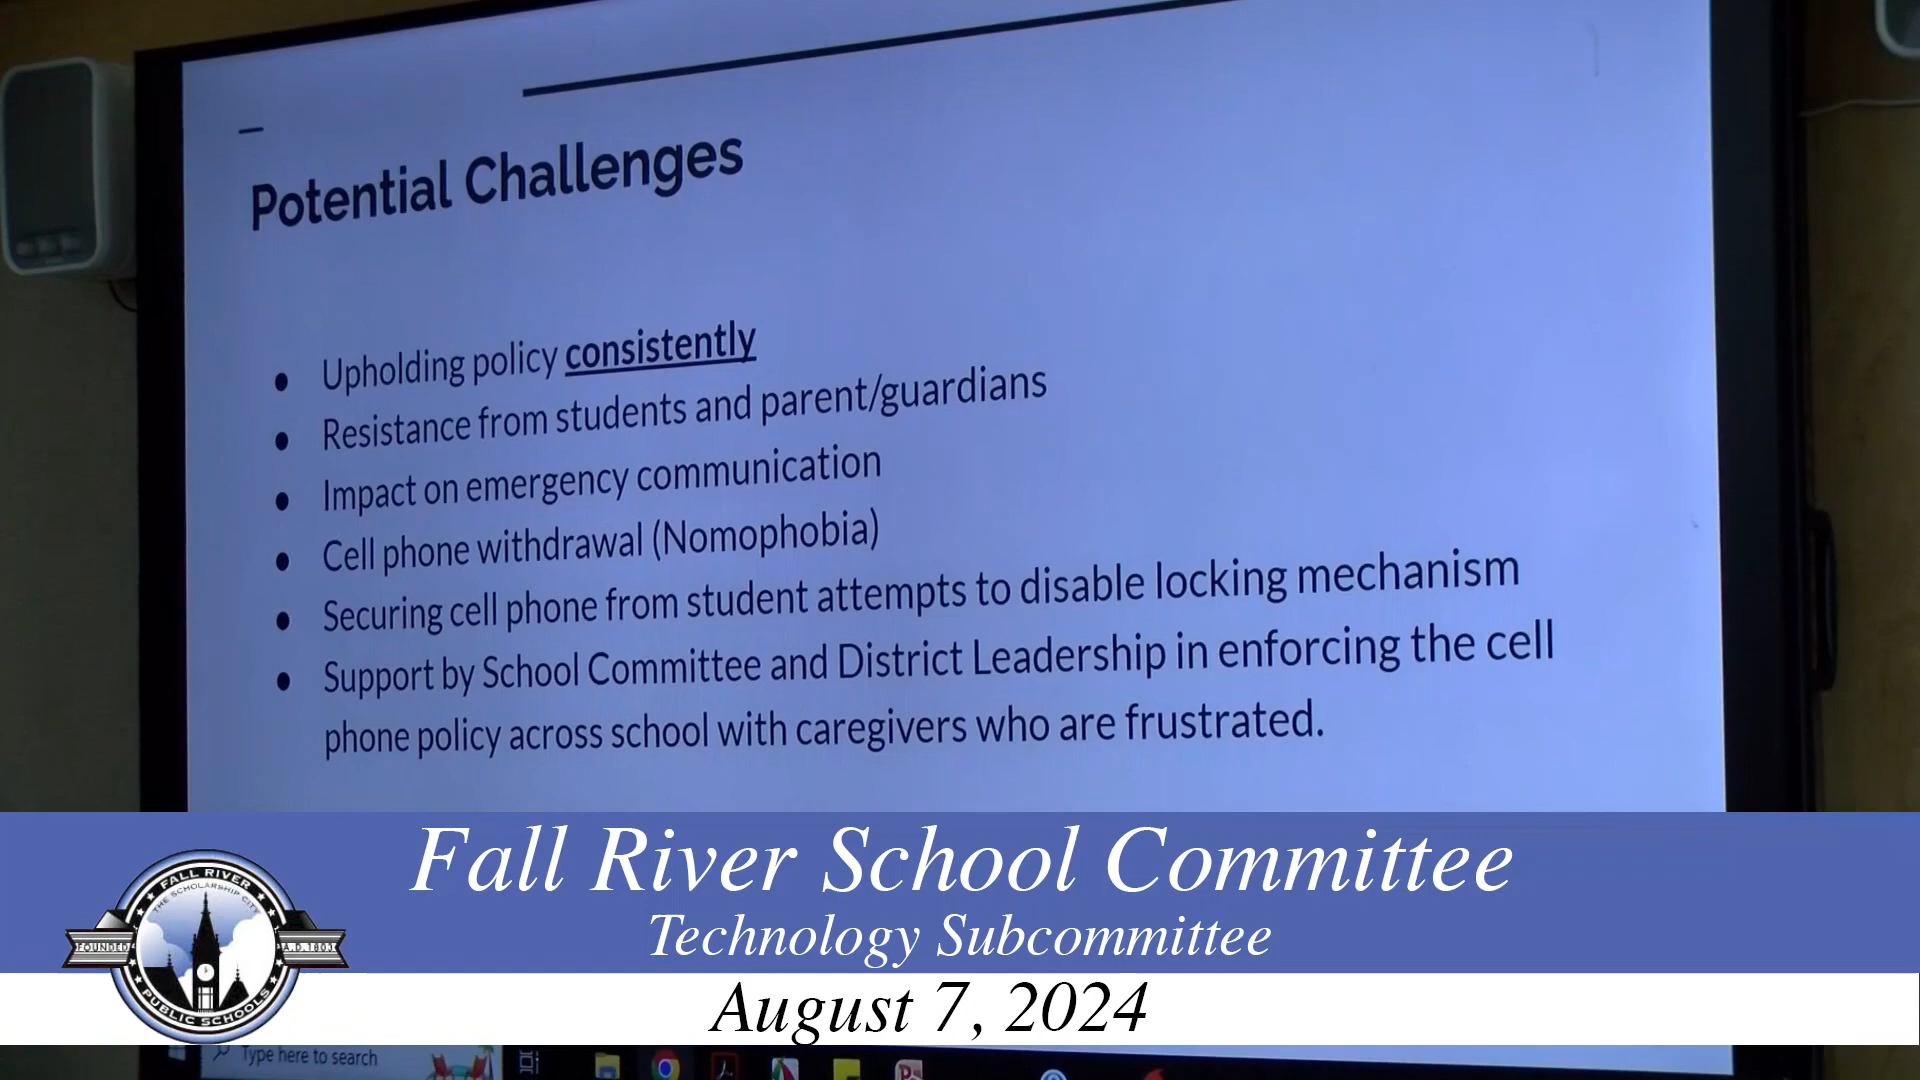 Potential Challenges
● Upholding policy consistently
● Resistance from students and parent/guardians
● Impact on emergency communication
● Cell phone withdrawal (Nomophobia)
● Securing cell phone from student attempts to disable locking mechanism
● Support by School Committee and District Leadership in enforcing the cell
phone policy across school with caregivers who are frustrated.
Fall River School Committee
Technology Subcommittee
August 7, 2024
FALL RIVER
THE SCHOLARSHIP CITY
FOUNDED
A.D. 1803
PUBLIC SCHOOLS
Type here to search